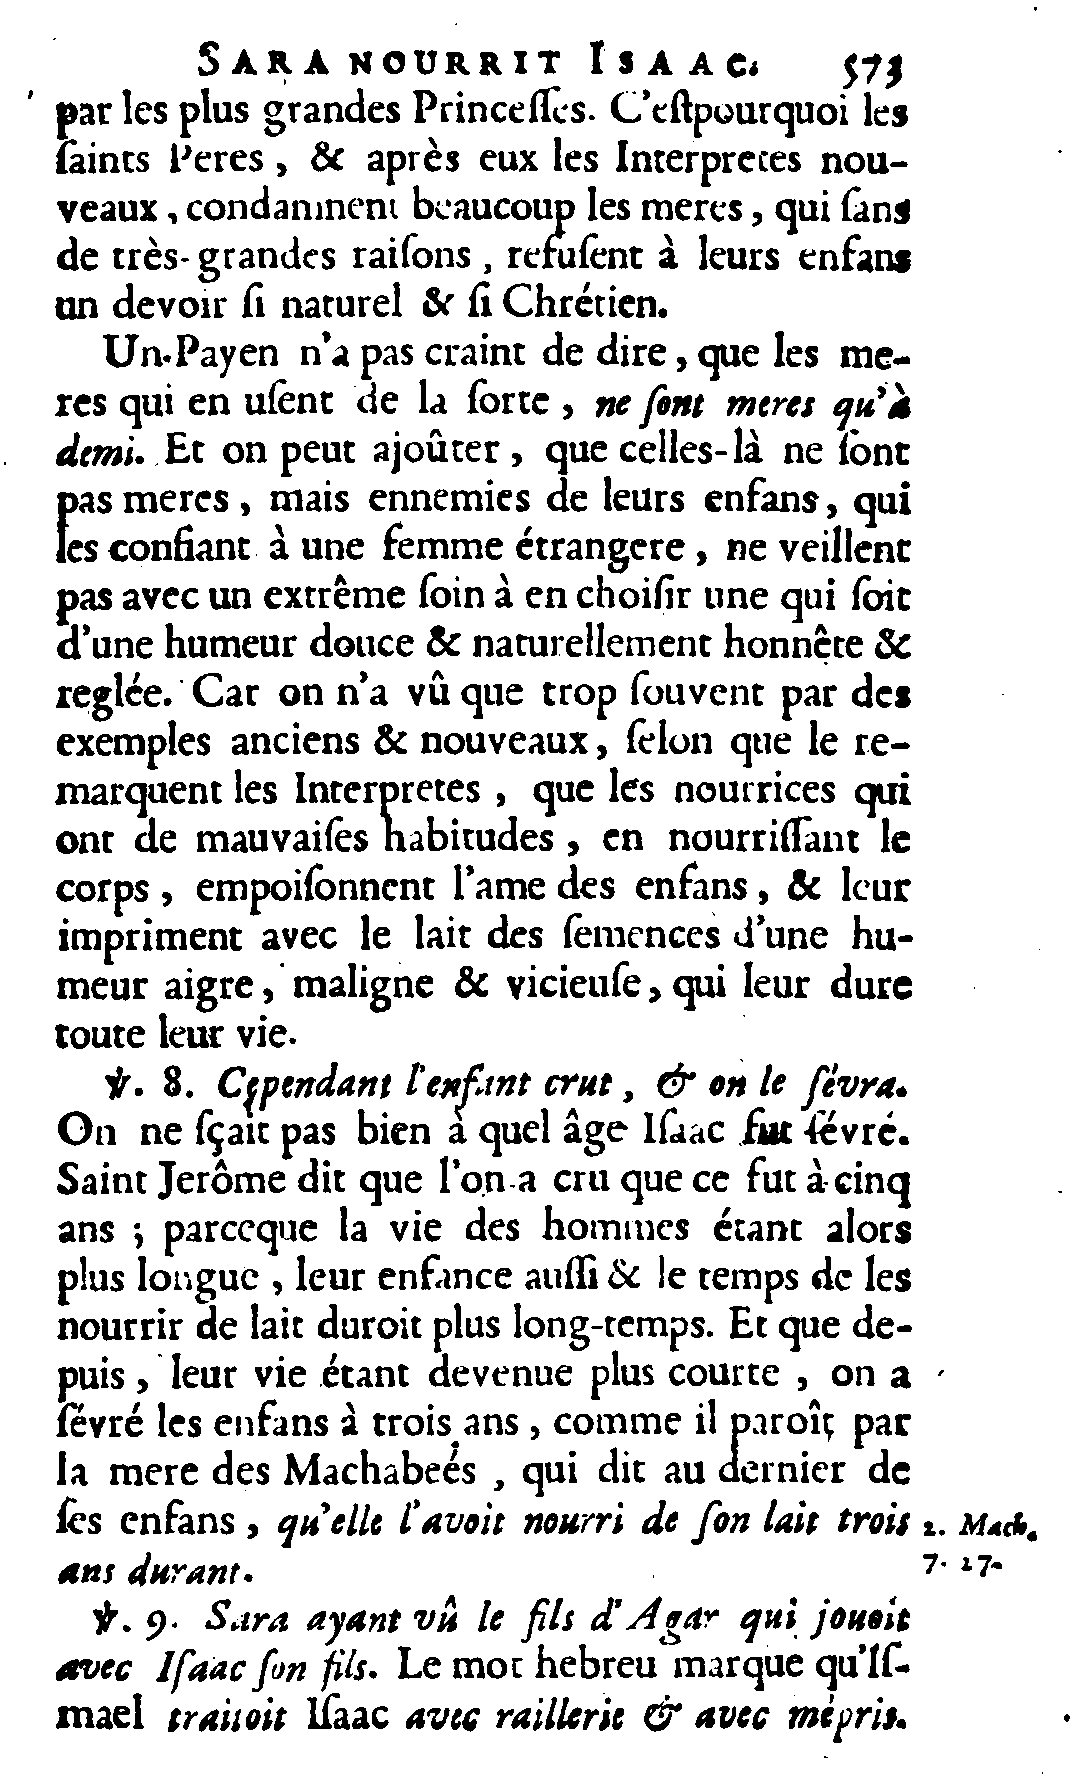 SARA NOURRIT ISAAC. 573
par les plus grandes Princesses. C'eſtpourquoi les
ſaints Peres, & après eux les Interpretes nou-
veaux, condamnent beaucoup les meres, qui ſans
de très-grandes raiſons, refuſent à leurs enfans
un devoir ſi naturel & ſi Chrétien.
Un Payen n'a pas craint de dire, que les me-
res qui en uſent de la ſorte, ne ſont meres qu'à
demi. Et on peut ajoûter, que celles-là ne ſont
pas meres, mais ennemies de leurs enfans, qui
les confiant à une femme étrangere, ne veillent
pas avec un extrême ſoin à en choiſir une qui ſoit
d'une humeur douce & naturellement honnête &
reglée. Car on n'a vû que trop ſouvent par des
exemples anciens & nouveaux, ſelon que le re-
marquent les Interpretes, que les nourrices qui
ont de mauvaiſes habitudes, en nourriſſant le
corps, empoiſonnent l'ame des enfans, & leur
impriment avec le lait des ſemences d'une hu-
meur aigre, maligne & vicieuſe, qui leur dure
toute leur vie.
℣. 8. Cependant l'enfant crut, & on le ſévra.
On ne ſçait pas bien à quel âge Iſaac fut ſévré.
Saint Jerôme dit que l'on a cru que ce fut à cinq
ans ; parceque la vie des hommes étant alors
plus longue, leur enfance auſſi & le temps de les
nourrir de lait duroit plus long-temps. Et que de-
puis, leur vie étant devenue plus courte, on a
ſévré les enfans à trois ans, comme il paroît par
la mere des Machabeés, qui dit au dernier de
ſes enfans, qu'elle l'avoit nourri de ſon lait trois 2. Mach.
ans durant. 7. 27.
℣. 9. Sara ayant vû le fils d'Agar qui jouoit
avec Iſaac ſon fils. Le mot hebreu marque qu'Iſ-
mael traitoit Iſaac avec raillerie & avec mépris.